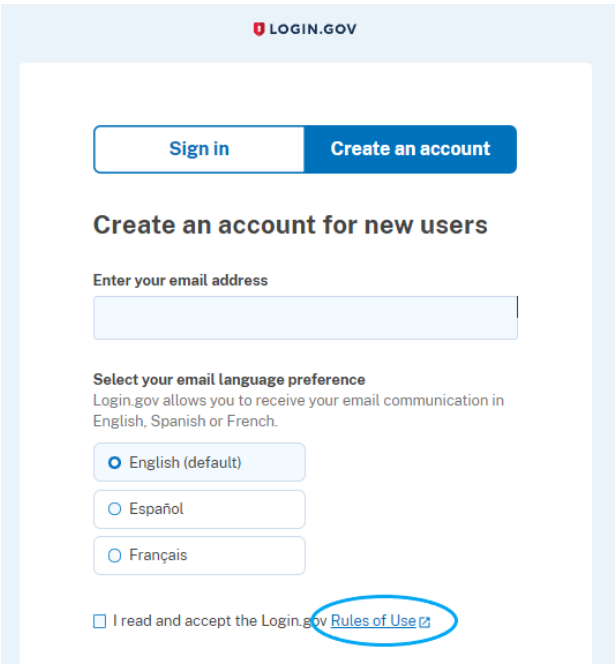 LOGIN.GOV
Sign in
Create an account
Create an account for new users
Enter your email address
Select your email language preference
Login.gov allows you to receive your email communication in
English, Spanish or French.
English (default)
Español
Français
I read and accept the Login.gov Rules of Use